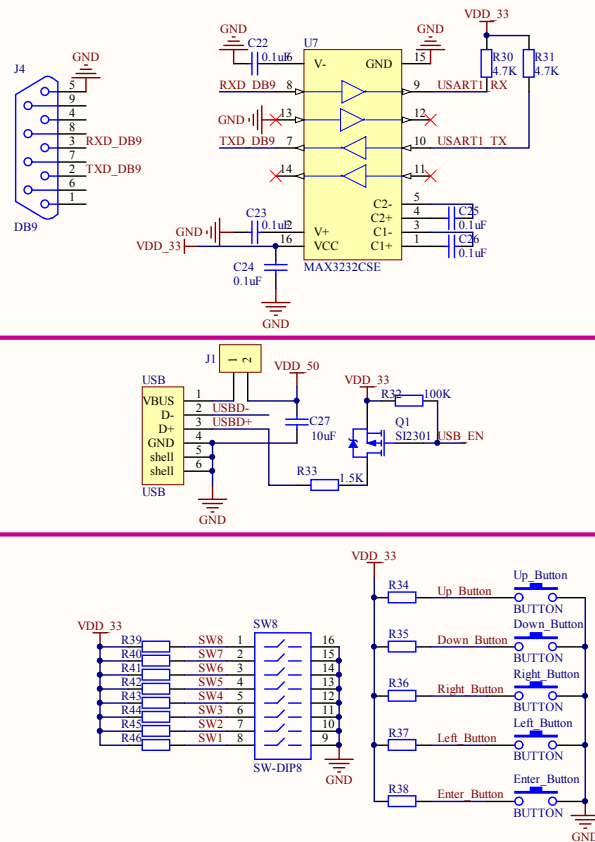 J4
GND
5
9
4
8
3 RXD_DB9
7
2 TXD_DB9
6
1
DB9
GND
C22
0.1uF
6
V-
U7
GND
15
GND
VDD_33
R30
4.7K
R31
4.7K
RXD_DB9 8
9 USART1_RX
GND 13
12
TXD_DB9 7
10 USART1_TX
14
11
C2- 5
C2+ 4
C1- 3
C1+ 1
C25
0.1uF
C26
0.1uF
GND
C23
0.1uF
2
V+
VDD_33
16
VCC
C24
0.1uF
GND
MAX3232CSE
J1
1
2
VDD_50
USB
VBUS 1
D- 2 USBD-
D+ 3 USBD+
GND 4
shell 5
shell 6
USB
GND
C27
10uF
R33
1.5K
VDD_33
R32
100K
Q1
SI2301
USB_EN
VDD_33
R39 SW8 1
R40 SW7 2
R41 SW6 3
R42 SW5 4
R43 SW4 5
R44 SW3 6
R45 SW2 7
R46 SW1 8
SW8
16
15
14
13
12
11
10
9
SW-DIP8
GND
VDD_33
R34 Up_Button
Up_Button
BUTTON
R35 Down_Button
Down_Button
BUTTON
R36 Right_Button
Right_Button
BUTTON
R37 Left_Button
Left_Button
BUTTON
R38 Enter_Button
Enter_Button
BUTTON
GND